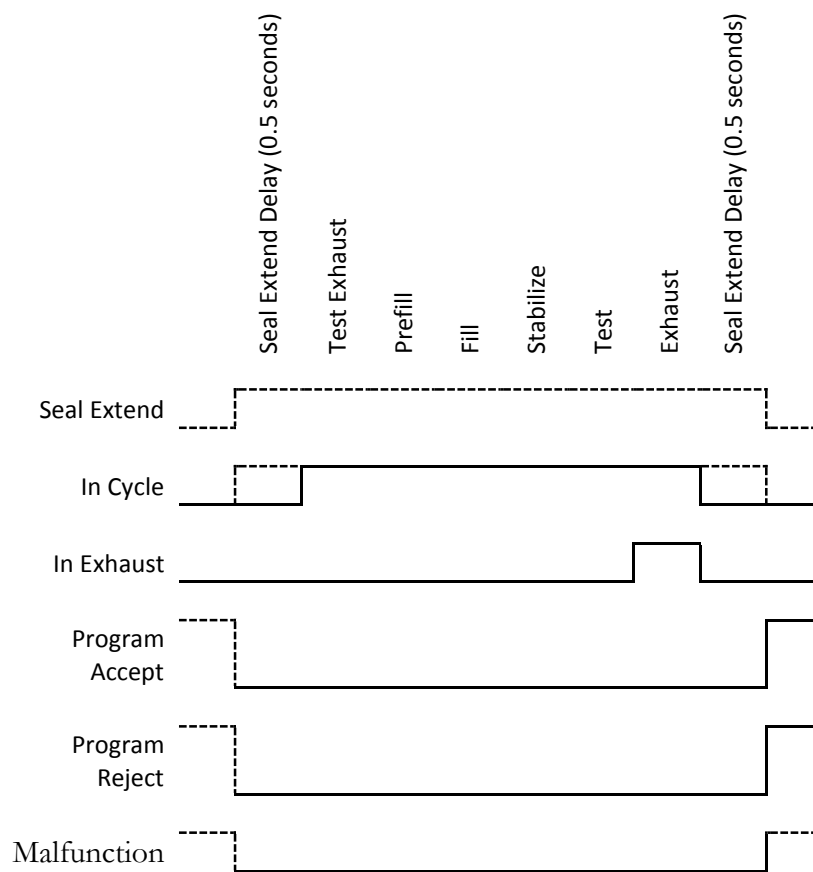 Seal Extend Delay (0.5 seconds)
Test Exhaust
Prefill
Fill
Stabilize
Test
Exhaust
Seal Extend Delay (0.5 seconds)
Seal Extend
In Cycle
In Exhaust
Program
Accept
Program
Reject
Malfunction